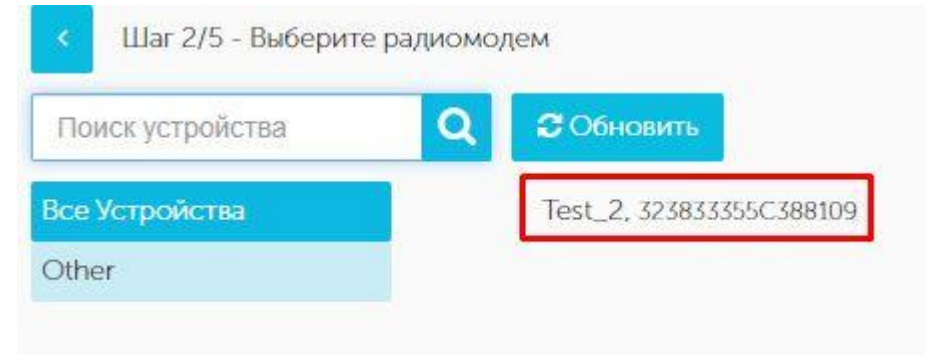 Шаг 2/5 - Выберите радиомодем
Поиск устройства
Обновить
Все Устройства
Test_2, 323833355C388109
Other